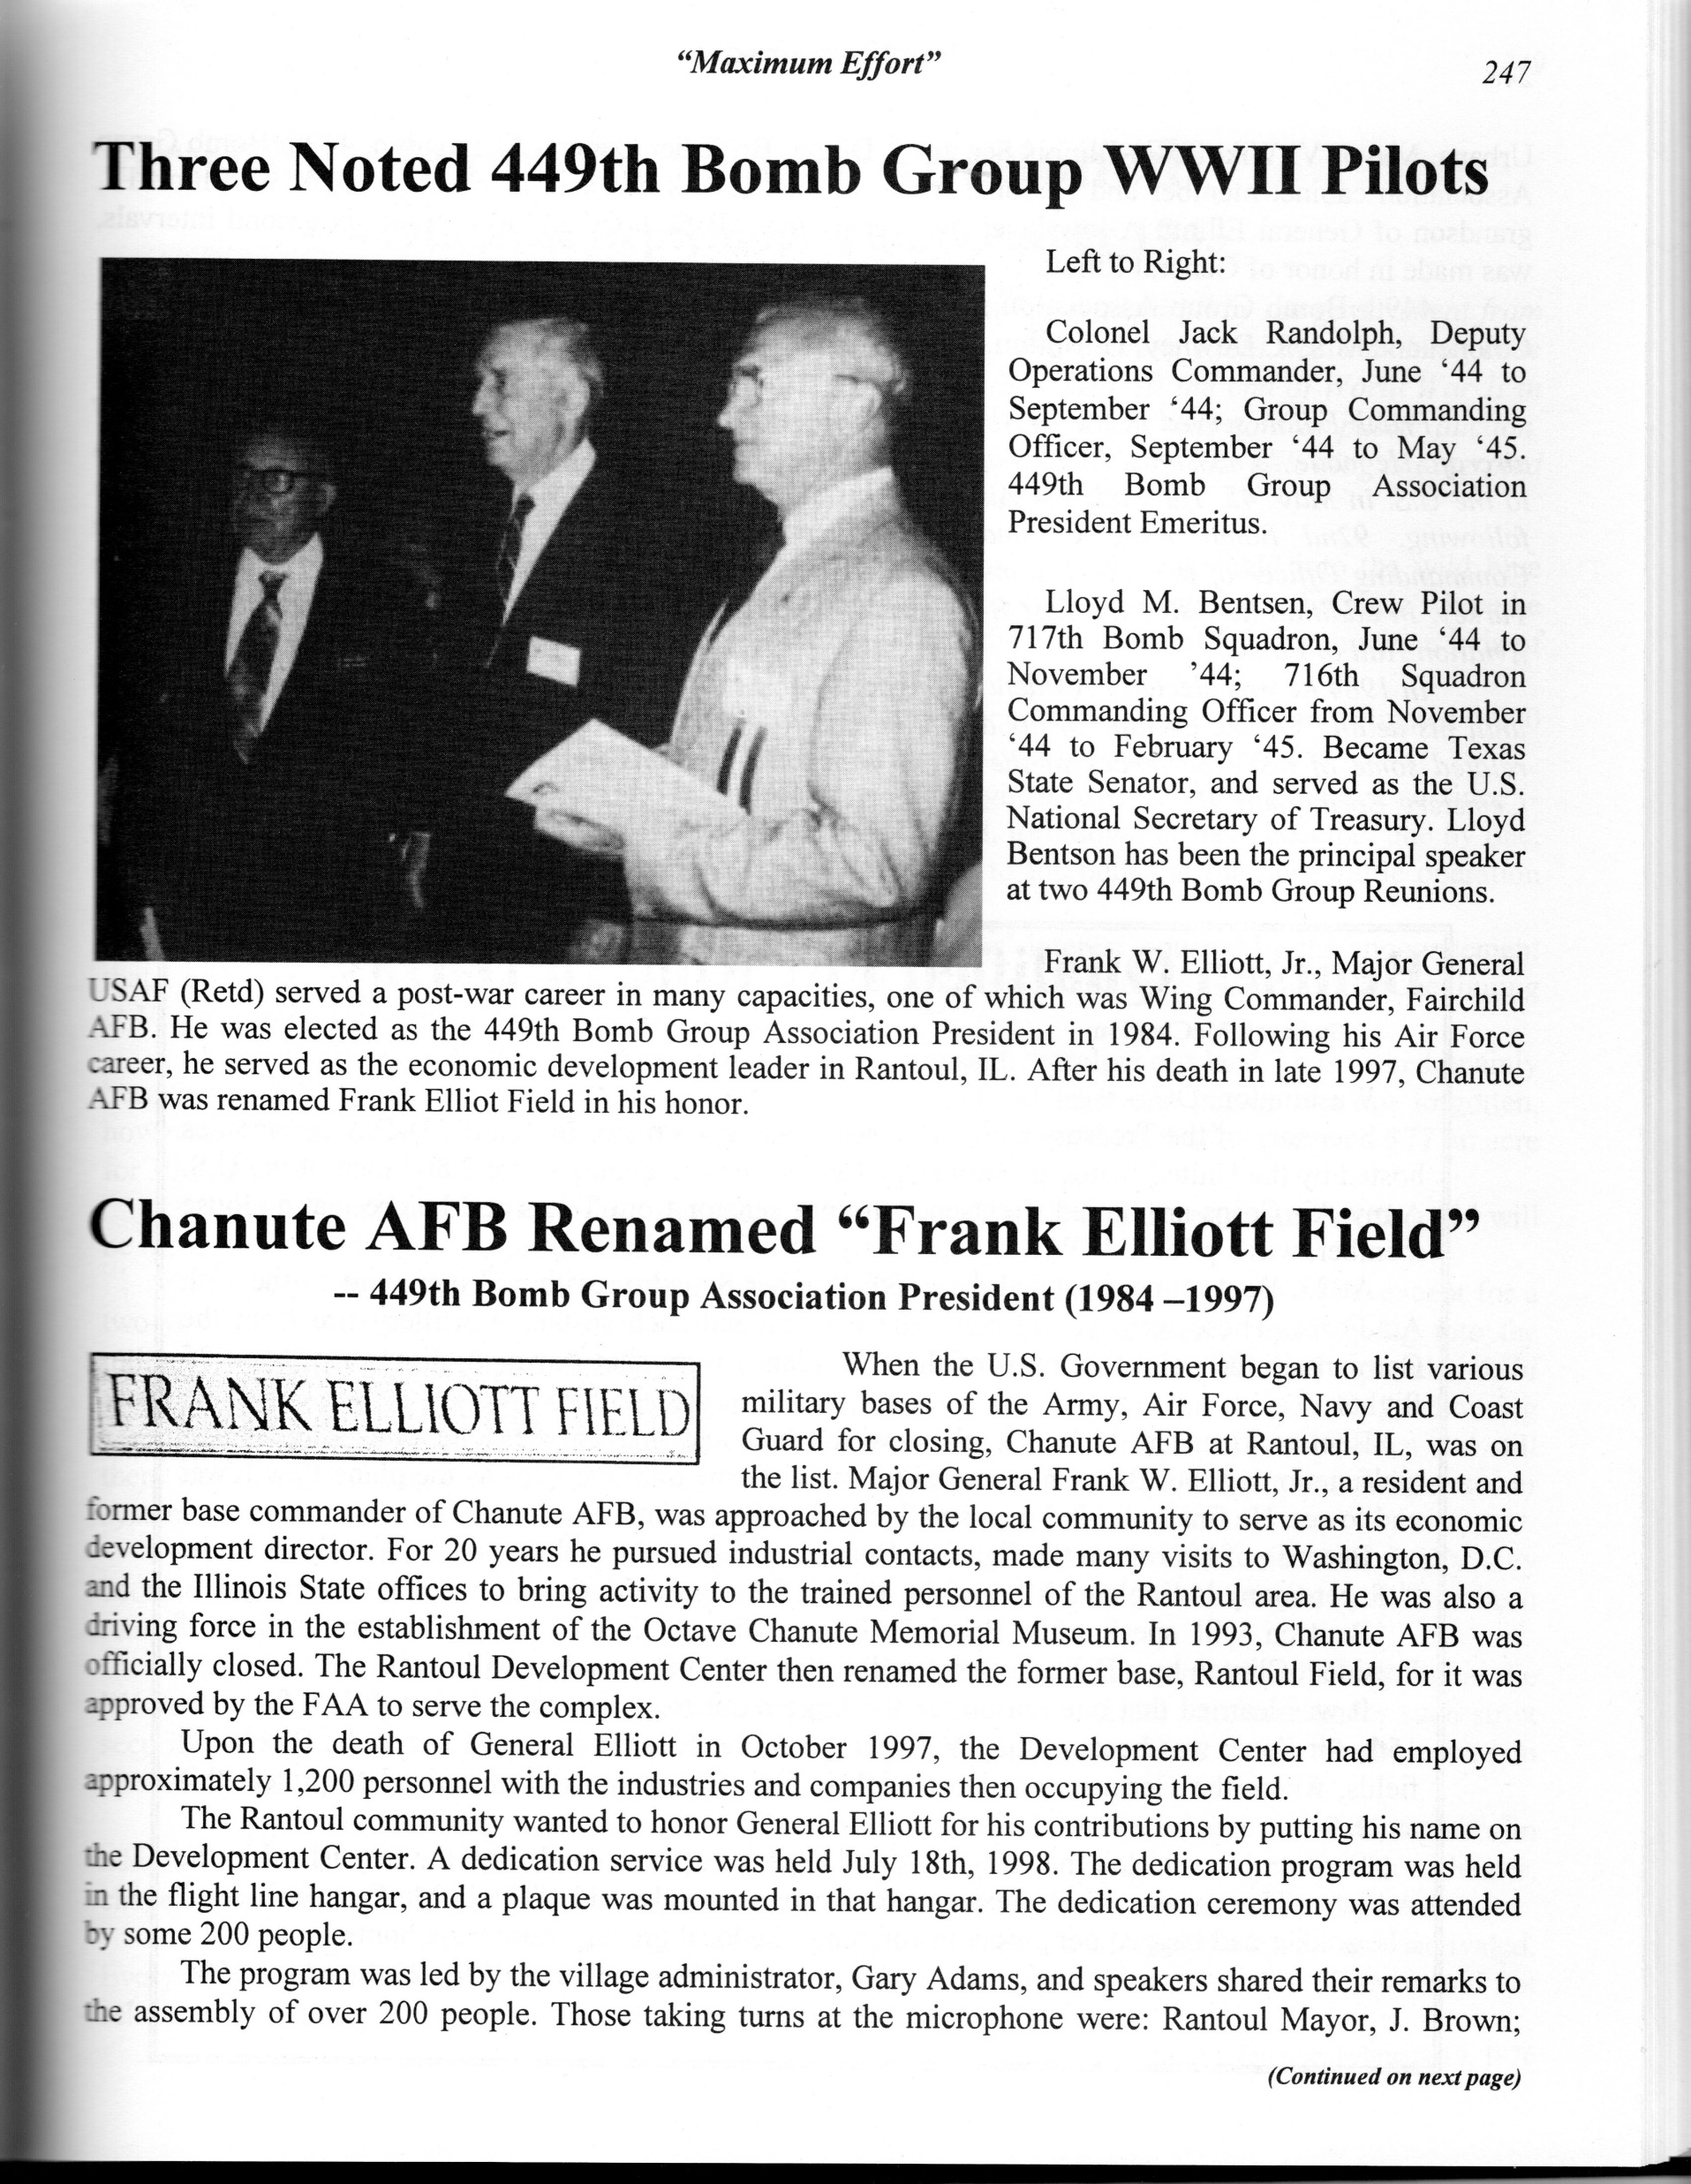 “Maximum Effort”
247
Three Noted 449th Bomb Group WWII Pilots
Left to Right:
Colonel Jack Randolph, Deputy
Operations Commander, June ‘44 to
September ‘44; Group Commanding
Officer, September ‘44 to May ‘45.
449th Bomb Group Association
President Emeritus.
Lloyd M. Bentsen, Crew Pilot in
717th Bomb Squadron, June ‘44 to
November ’44; 716th Squadron
Commanding Officer from November
‘44 to February ‘45. Became Texas
State Senator, and served as the U.S.
National Secretary of Treasury. Lloyd
Bentson has been the principal speaker
at two 449th Bomb Group Reunions.
Frank W. Elliott, Jr., Major General
USAF (Retd) served a post-war career in many capacities, one of which was Wing Commander, Fairchild
AFB. He was elected as the 449th Bomb Group Association President in 1984. Following his Air Force
career, he served as the economic development leader in Rantoul, IL. After his death in late 1997, Chanute
AFB was renamed Frank Elliot Field in his honor.
Chanute AFB Renamed “Frank Elliott Field”
-- 449th Bomb Group Association President (1984 –1997)
FRANK ELLIOTT FIELD
When the U.S. Government began to list various
military bases of the Army, Air Force, Navy and Coast
Guard for closing, Chanute AFB at Rantoul, IL, was on
the list. Major General Frank W. Elliott, Jr., a resident and
former base commander of Chanute AFB, was approached by the local community to serve as its economic
development director. For 20 years he pursued industrial contacts, made many visits to Washington, D.C.
and the Illinois State offices to bring activity to the trained personnel of the Rantoul area. He was also a
driving force in the establishment of the Octave Chanute Memorial Museum. In 1993, Chanute AFB was
officially closed. The Rantoul Development Center then renamed the former base, Rantoul Field, for it was
approved by the FAA to serve the complex.
Upon the death of General Elliott in October 1997, the Development Center had employed
approximately 1,200 personnel with the industries and companies then occupying the field.
The Rantoul community wanted to honor General Elliott for his contributions by putting his name on
the Development Center. A dedication service was held July 18th, 1998. The dedication program was held
in the flight line hangar, and a plaque was mounted in that hangar. The dedication ceremony was attended
by some 200 people.
The program was led by the village administrator, Gary Adams, and speakers shared their remarks to
the assembly of over 200 people. Those taking turns at the microphone were: Rantoul Mayor, J. Brown;
(Continued on next page)